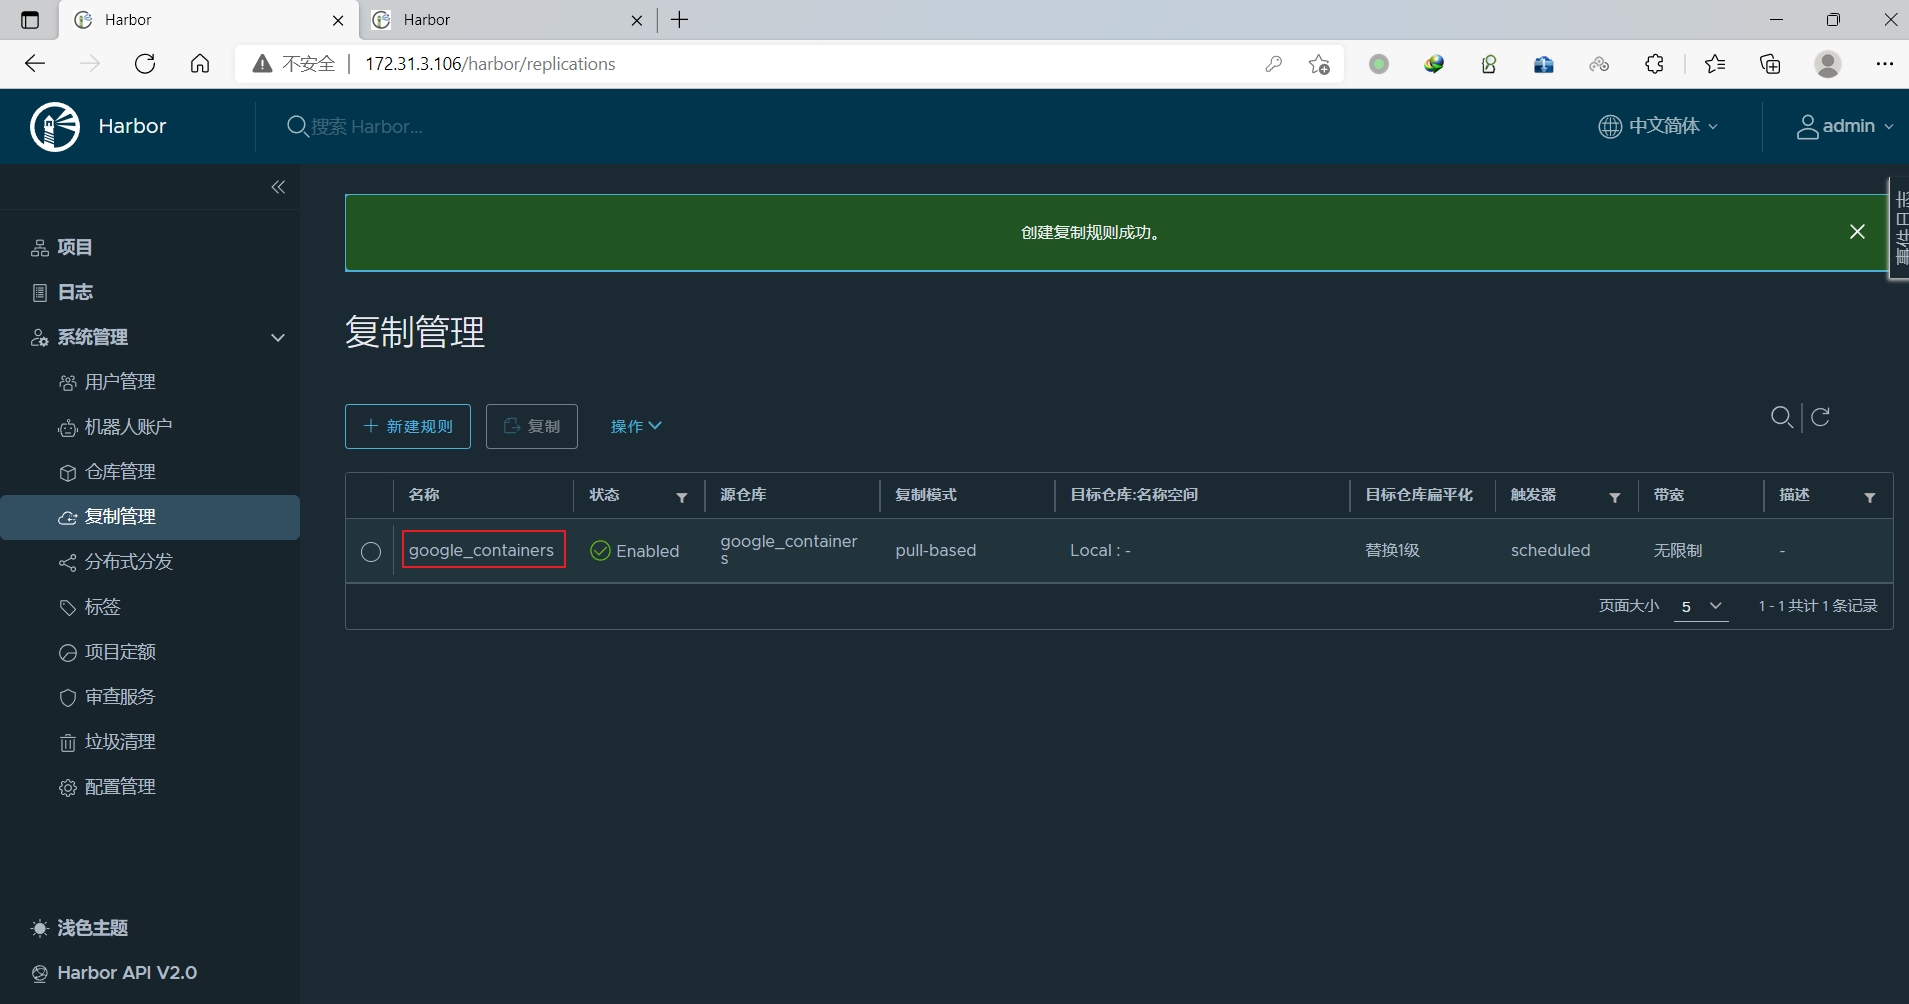 Harbor
Harbor
不安全
172.31.3.106/harbor/replications
Harbor
搜索 Harbor...
中文简体
admin
事件日志
创建复制规则成功。
项目
日志
系统管理
用户管理
机器人账户
仓库管理
复制管理
分布式分发
标签
项目定额
审查服务
垃圾清理
配置管理
浅色主题
Harbor API V2.0
复制管理
新建规则 复制 操作
名称 状态 源仓库 复制模式 目标仓库:名称空间 目标仓库扁平化 触发器 带宽 描述
google_containers Enabled google_container pull-based Local : - 替换1级 scheduled 无限制 -
s
页面大小 5 1 - 1 共计 1 条记录